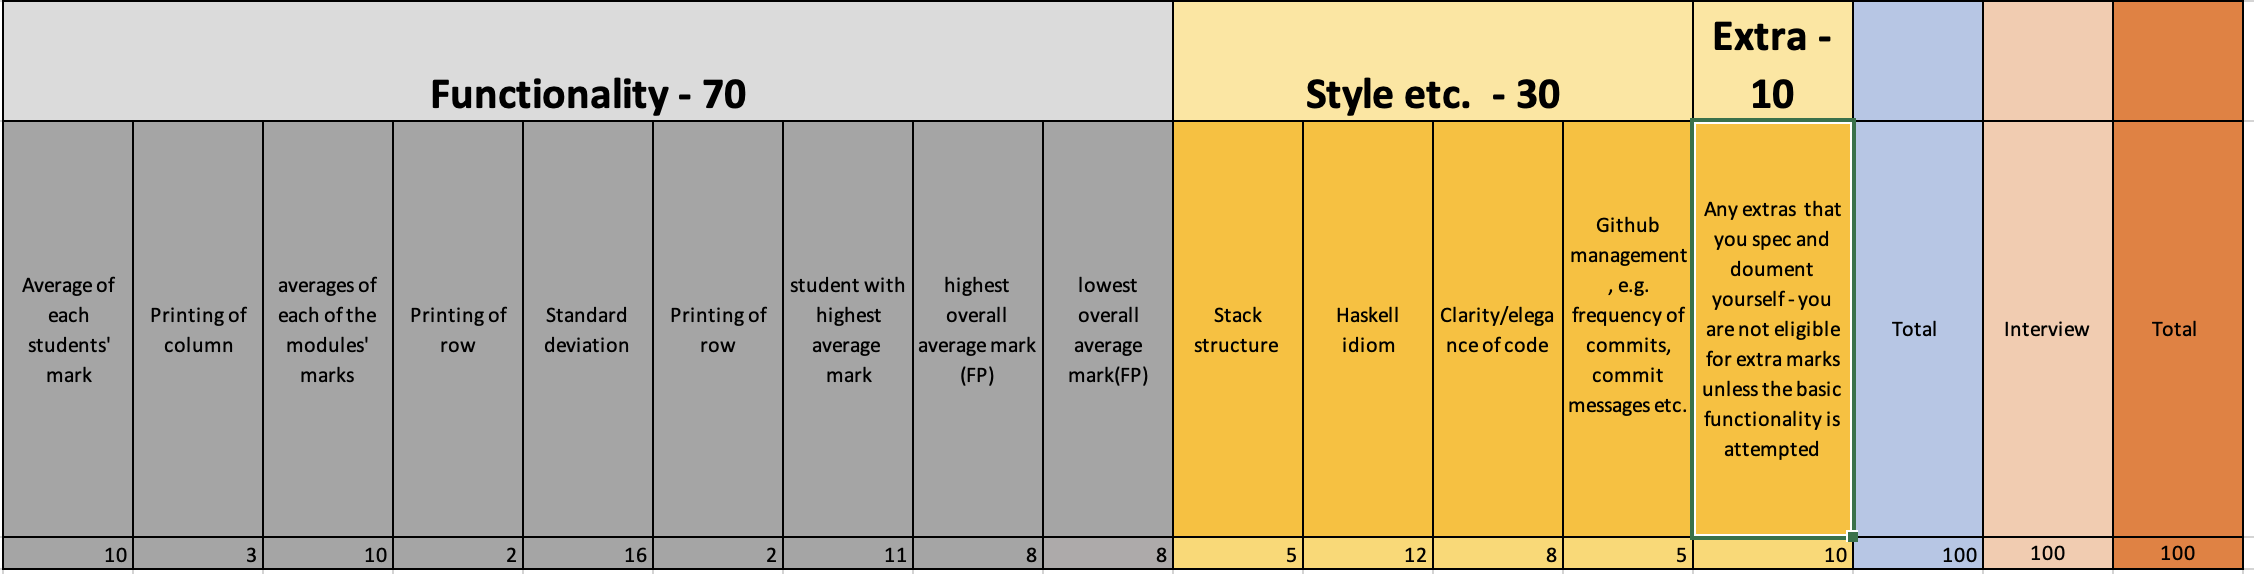 Functionality - 70
Style etc.  - 30
Extra -
10
Average of
each
students'
mark
Printing of
column
averages of
each of the
modules'
marks
Printing of
row
Standard
deviation
Printing of
row
student with
highest
average
mark
highest
overall
average mark
(FP)
lowest
overall
average
mark(FP)
Stack
structure
Haskell
idiom
Clarity/elega
nce of code
Github
management
, e.g.
frequency of
commits,
commit
messages etc.
Any extras  that
you spec and
doument
yourself - you
are not eligible
for extra marks
unless the basic
functionality is
attempted
Total
Interview
Total
10 3 10 2 16 2 11 8 8 5 12 8 5 10 100 100 100